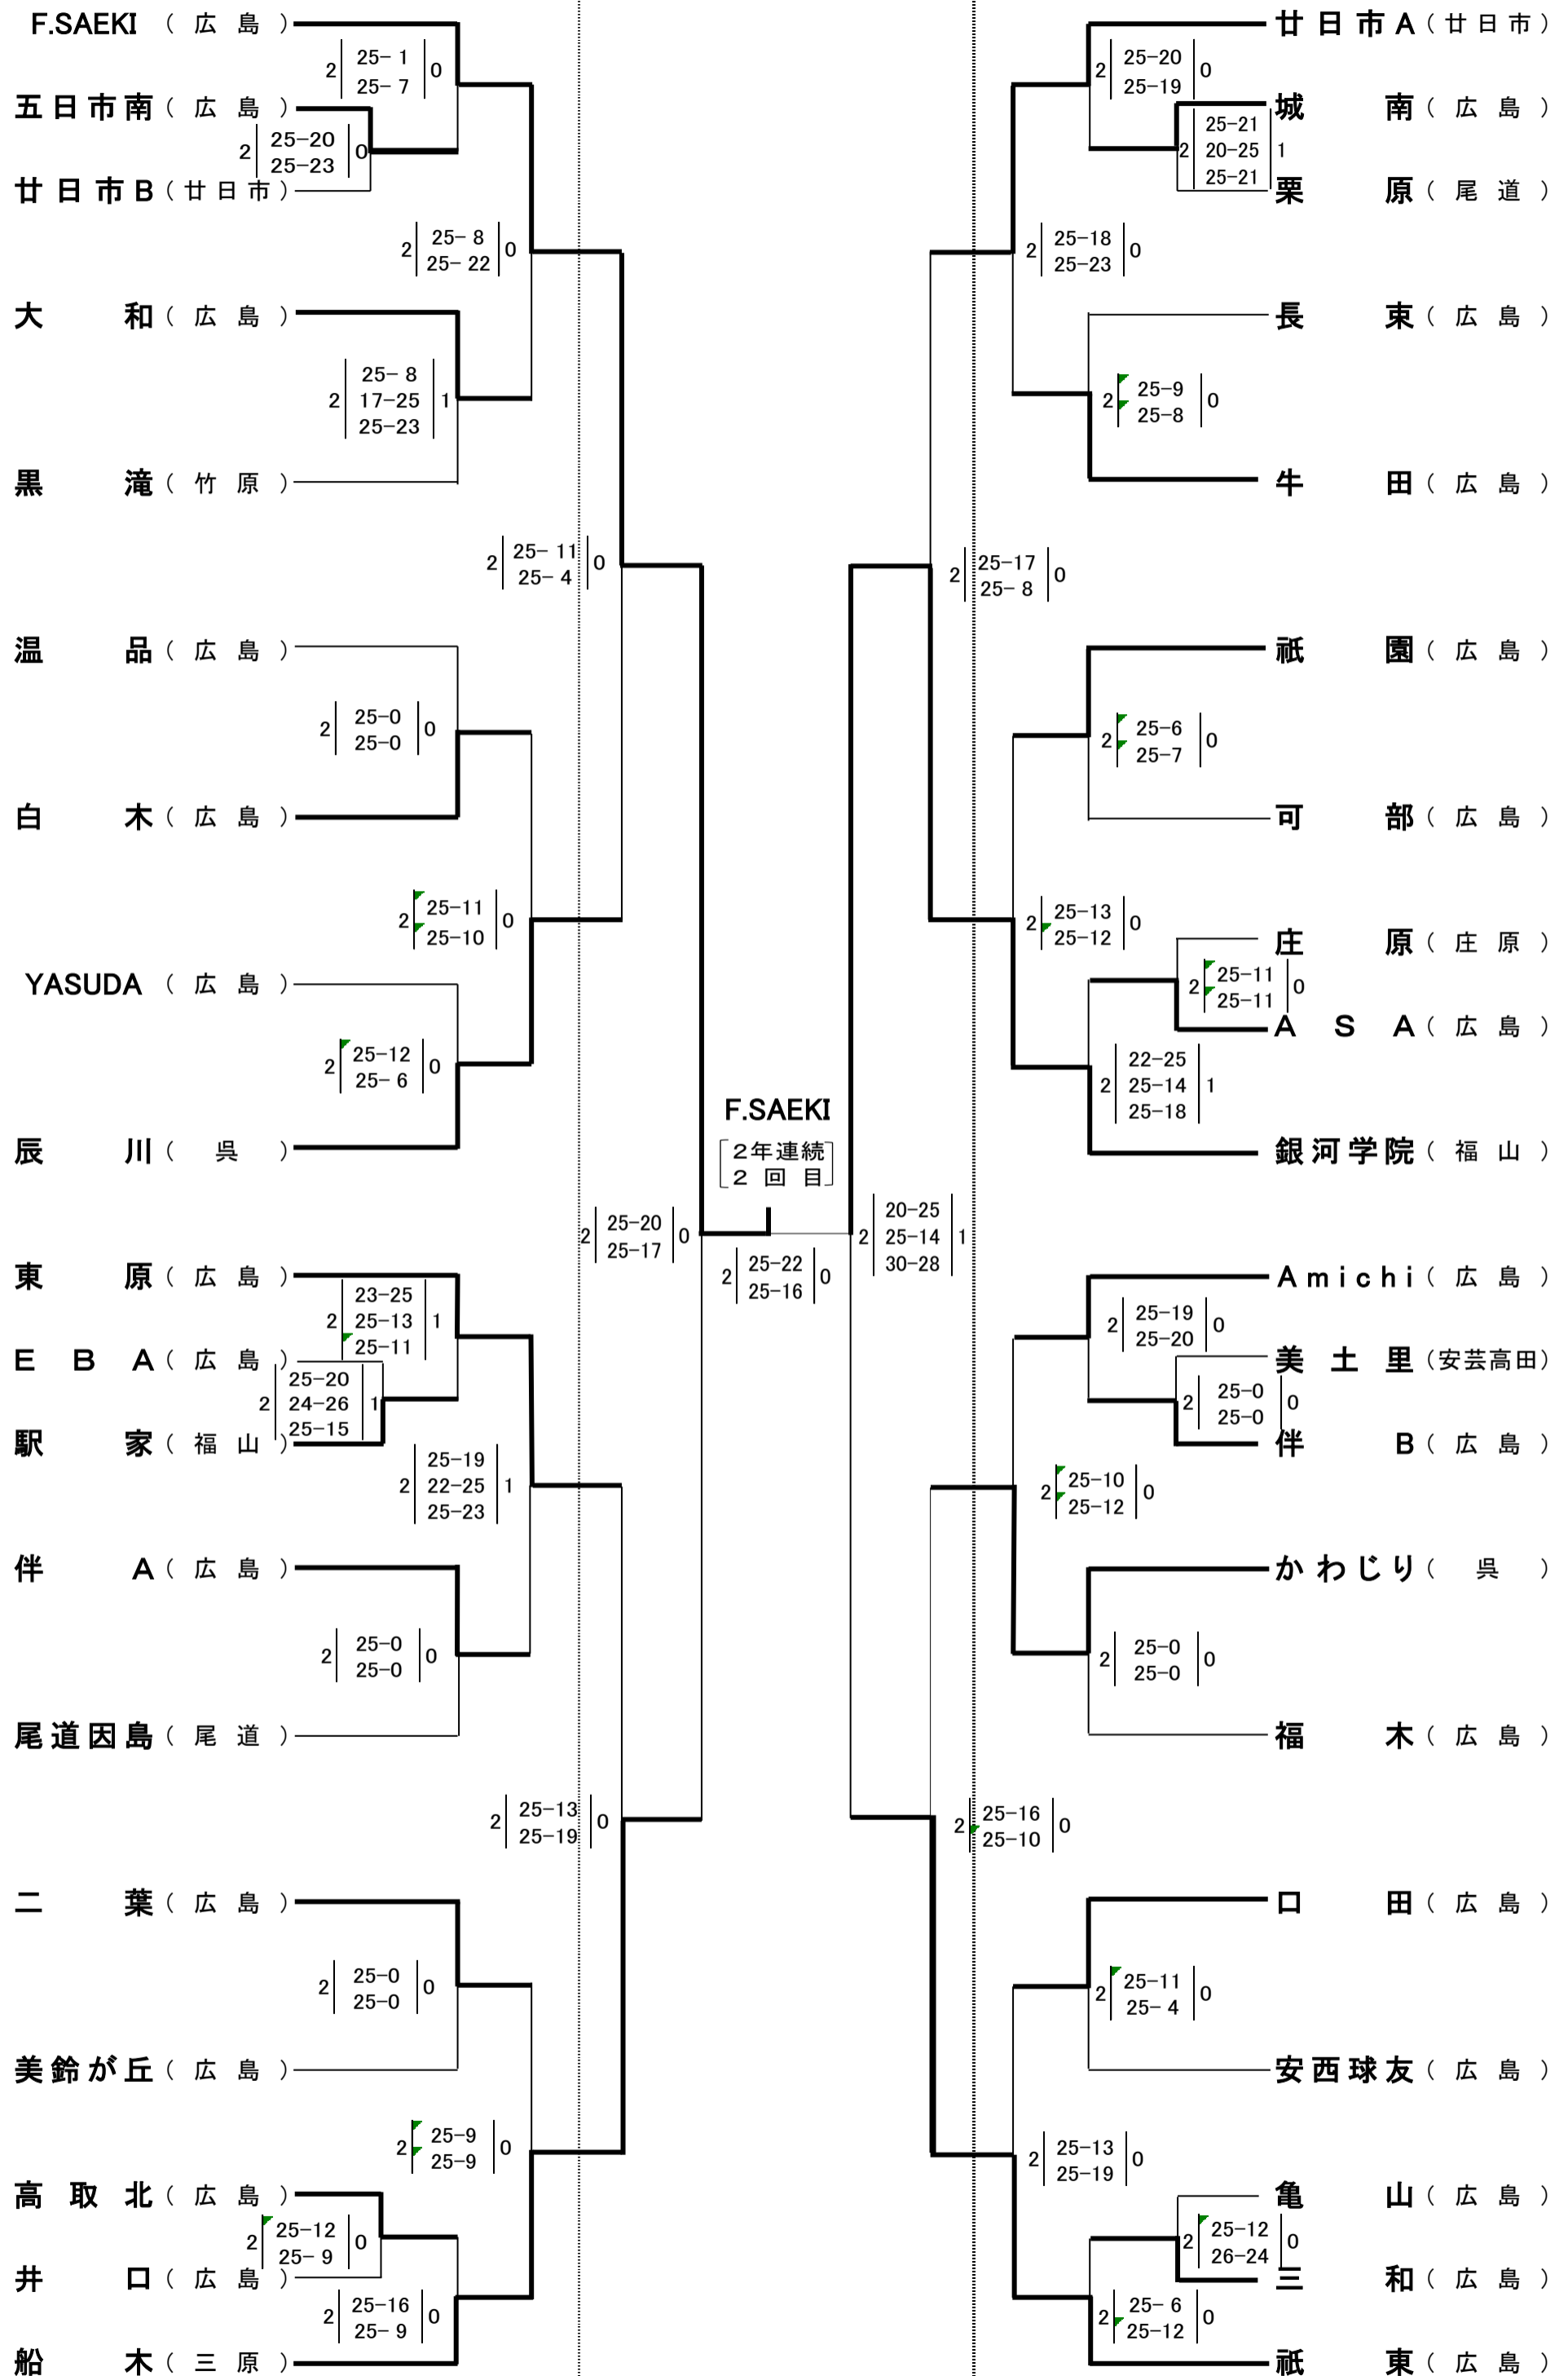 F.SAEKI （ 広 島 ）
2 25- 1 0
25- 7
五日市南 （ 広 島 ）
2 25-20 0
25-23
廿日市B （ 廿 日 市 ）
2 25- 8 0
25- 22
大 和 （ 広 島 ）
25- 8
2 17-25 1
25-23
黒 滝 （ 竹 原 ）
2 25- 11 0
25- 4
温 品 （ 広 島 ）
2 25-0 0
25-0
白 木 （ 広 島 ）
2 25-11 0
25-10
YASUDA （ 広 島 ）
2 25-12 0
25- 6
辰 川 （ 呉 ）
2 25-20 0
25-17
東 原 （ 広 島 ）
23-25
2 25-13 1
25-11
E B A （ 広 島 ）
25-20
2 24-26 1
25-15
駅 家 （ 福 山 ）
25-19
2 22-25 1
25-23
伴 A （ 広 島 ）
2 25-0 0
25-0
尾道因島 （ 尾 道 ）
2 25-13 0
25-19
二 葉 （ 広 島 ）
2 25-0 0
25-0
美鈴が丘 （ 広 島 ）
2 25-9 0
25-9
高 取 北 （ 広 島 ）
2 25-12 0
25- 9
井 口 （ 広 島 ）
2 25-16 0
25- 9
船 木 （ 三 原 ）
F.SAEKI
2年連続
2 回 目
2 25-22 0
25-16
廿日市A （ 廿 日 市 ）
2 25-20 0
25-19
城 南 （ 広 島 ）
25-21
2 20-25 1
25-21
栗 原 （ 尾 道 ）
2 25-18 0
25-23
長 束 （ 広 島 ）
2 25-9 0
25-8
牛 田 （ 広 島 ）
2 25-17 0
25- 8
祇 園 （ 広 島 ）
2 25-6 0
25-7
可 部 （ 広 島 ）
2 25-13 0
25-12
庄 原 （ 庄 原 ）
2 25-11 0
25-11
A S A （ 広 島 ）
22-25
2 25-14 1
25-18
銀河学院 （ 福 山 ）
20-25
2 25-14 1
30-28
Amichi （ 広 島 ）
2 25-19 0
25-20
美 土 里 （安芸高田）
2 25-0 0
25-0
伴 B （ 広 島 ）
2 25-10 0
25-12
かわじり （ 呉 ）
2 25-0 0
25-0
福 木 （ 広 島 ）
2 25-16 0
25-10
口 田 （ 広 島 ）
2 25-11 0
25- 4
安西球友 （ 広 島 ）
2 25-13 0
25-19
亀 山 （ 広 島 ）
2 25-12 0
26-24
三 和 （ 広 島 ）
2 25- 6 0
25-12
祇 東 （ 広 島 ）